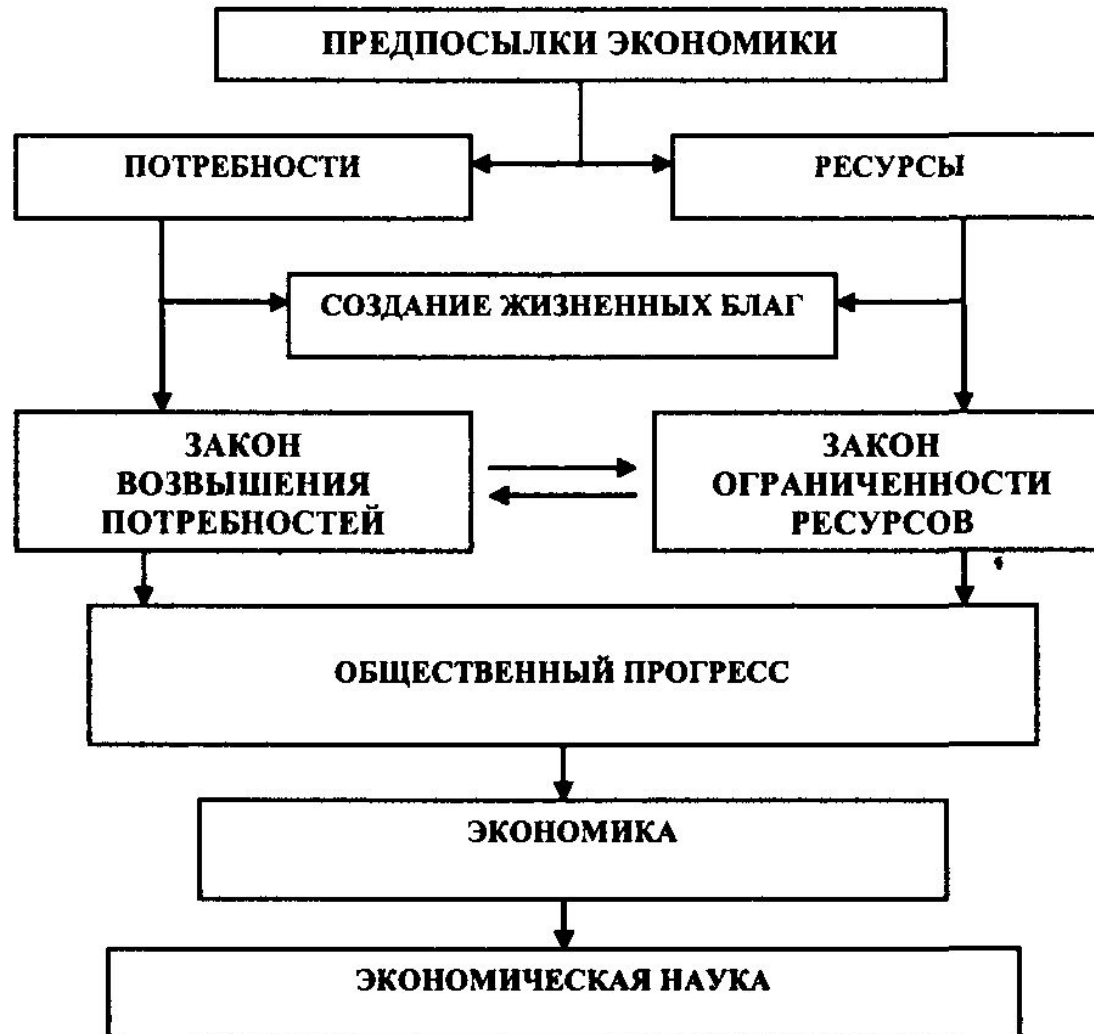 ПРЕДПОСЫЛКИ ЭКОНОМИКИ
ПОТРЕБНОСТИ
РЕСУРСЫ
СОЗДАНИЕ ЖИЗНЕННЫХ БЛАГ
ЗАКОН
ВОЗВЫШЕНИЯ
ПОТРЕБНОСТЕЙ
ЗАКОН
ОГРАНИЧЕННОСТИ
РЕСУРСОВ
ОБЩЕСТВЕННЫЙ ПРОГРЕСС
ЭКОНОМИКА
ЭКОНОМИЧЕСКАЯ НАУКА